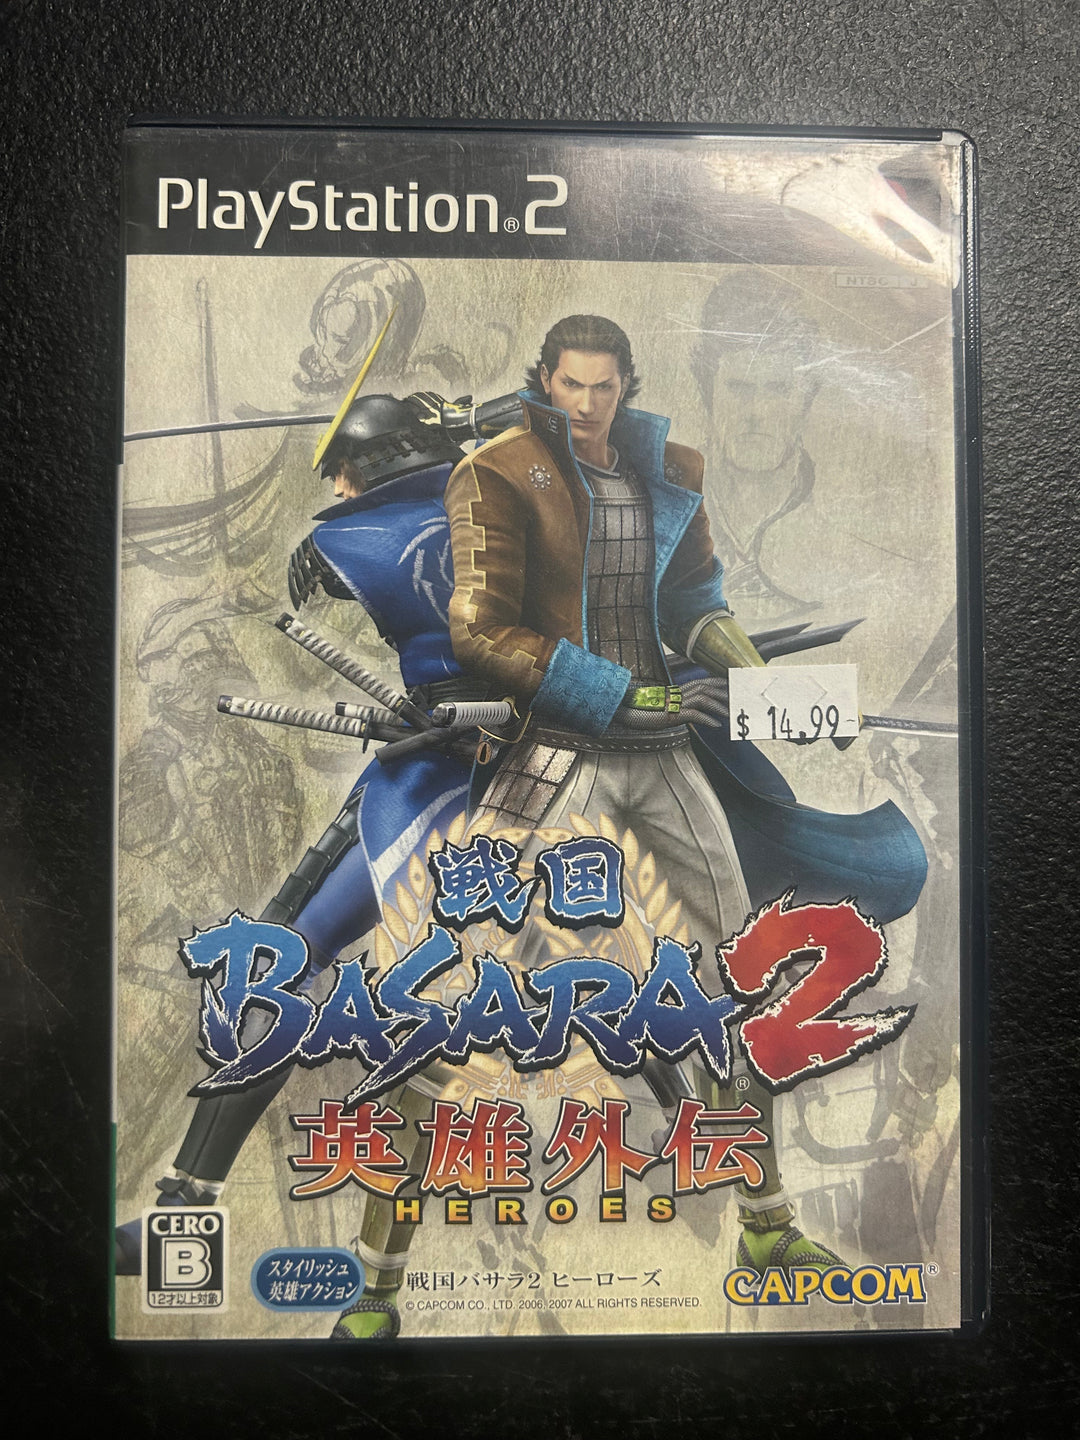 PlayStation®2
NTSC J
$ 14.99
戦国
BASARA2®
英雄外伝
HEROES
CERO
B
12才以上対象
スタイリッシュ
英雄アクション
戦国バサラ2 ヒーローズ
© CAPCOM CO., LTD. 2006, 2007 ALL RIGHTS RESERVED.
CAPCOM®